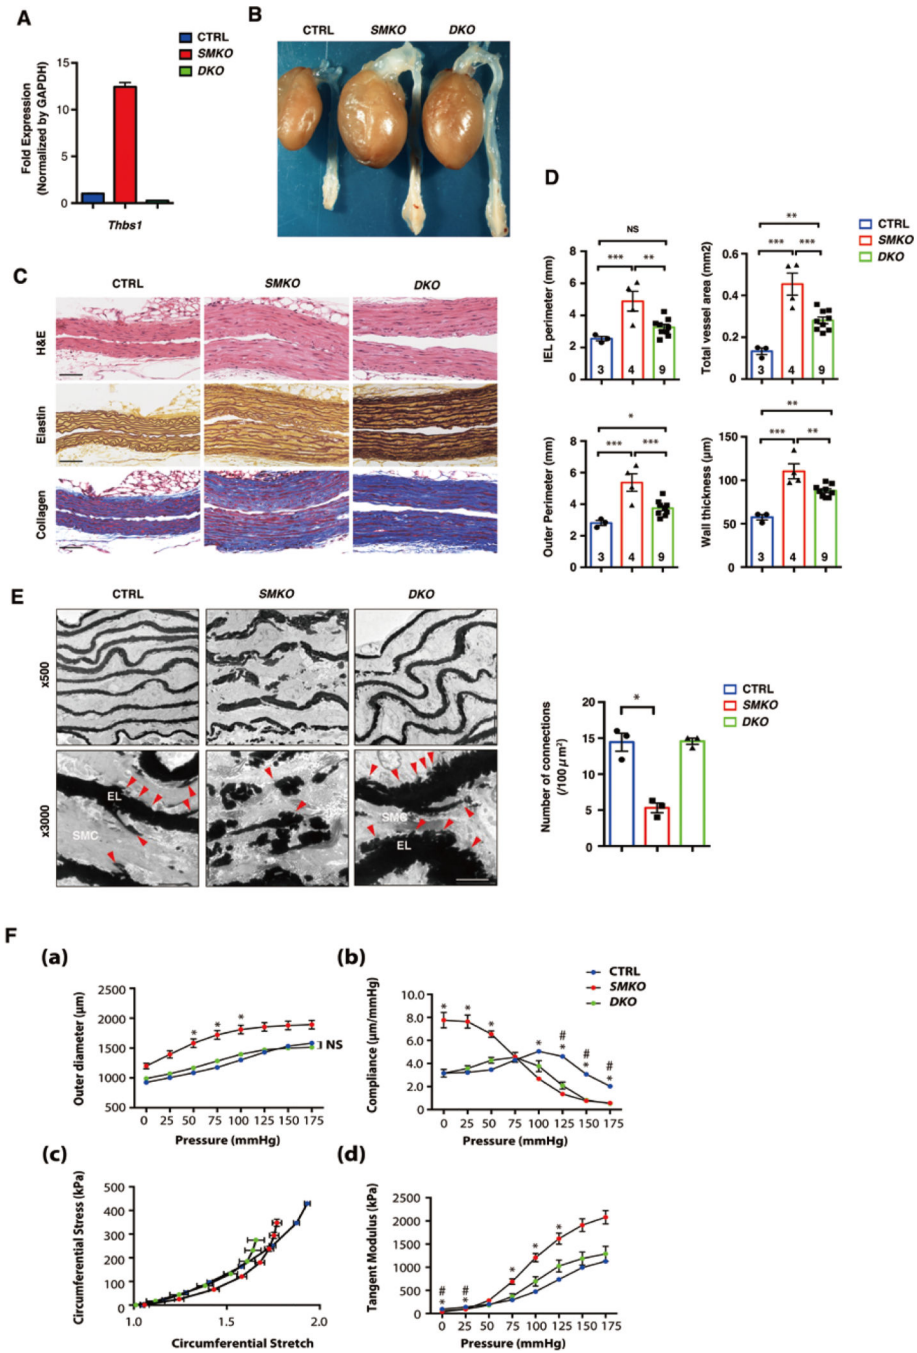 A
CTRL
SMKO
DKO
Fold Expression
(Normalized by GAPDH)
15
10
5
0
Thbs1
B
CTRL
SMKO
DKO
C
CTRL
SMKO
DKO
H&E
Elastin
Collagen
D
CTRL
SMKO
DKO
IEL perimeter (mm)
8
6
4
2
0
NS
***
**
3
4
9
Total vessel area (mm2)
0.6
0.4
0.2
0
**
***
***
3
4
9
Outer Perimeter (mm)
8
6
4
2
0
*
***
***
3
4
9
Wall thickness (μm)
150
100
50
0
**
***
**
3
4
9
E
CTRL
SMKO
DKO
x500
x3000
EL
SMC
SMC
EL
Number of connections
(/100μm²)
20
15
10
5
0
*
CTRL
SMKO
DKO
F
(a)
Outer diameter (μm)
2500
2000
1500
1000
500
* * *
NS
0 25 50 75 100 125 150 175
Pressure (mmHg)
(b)
CTRL
SMKO
DKO
Compliance (μm/mmHg)
10.0
8.0
6.0
4.0
2.0
0
* * * * # * # * # *
0 25 50 75 100 125 150 175
Pressure (mmHg)
(c)
Circumferential Stress (kPa)
500
400
300
200
100
0
1.0 1.5 2.0
Circumferential Stretch
(d)
Tangent Modulus (kPa)
2500
2000
1500
1000
500
0
# * # * * * *
0 25 50 75 100 125 150 175
Pressure (mmHg)